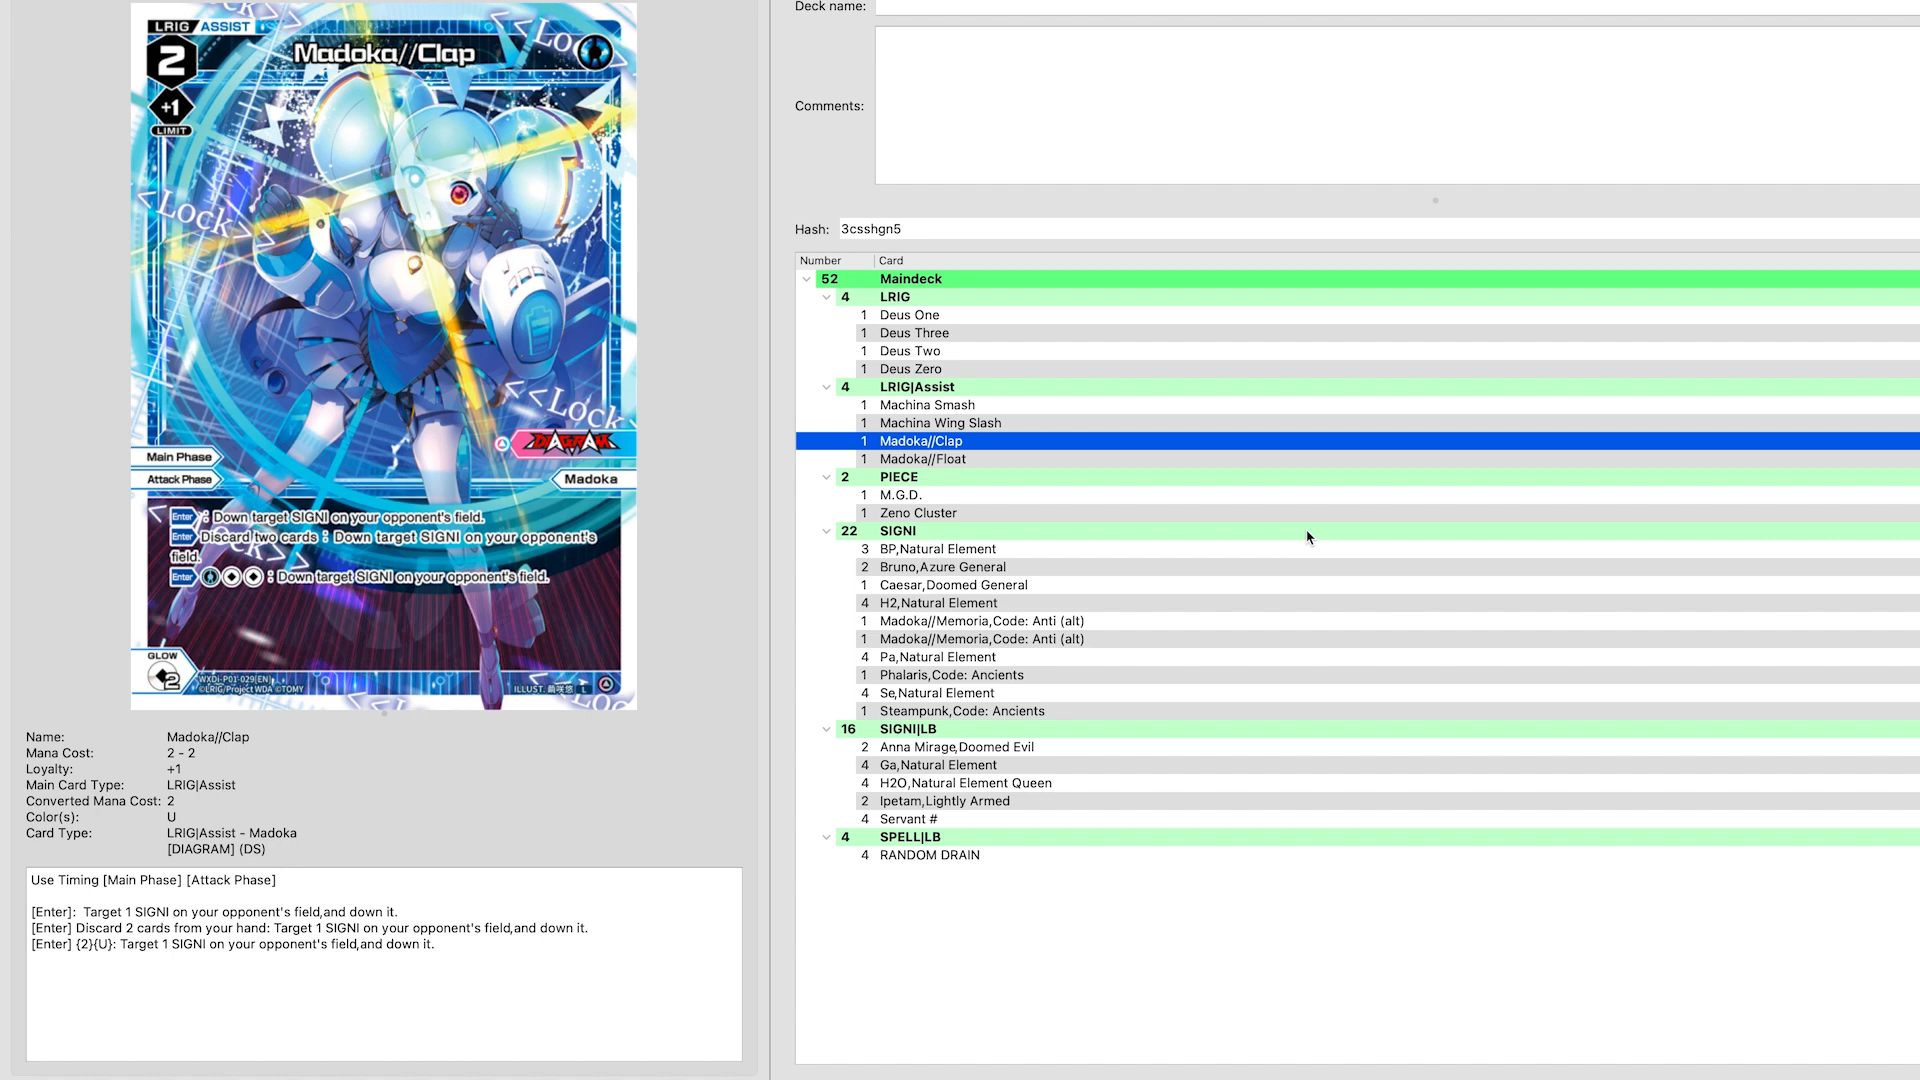 LRIG ASSIST
2
Madoka//Clap
+1
LIMIT
<<Lock
<Lock>
<<Lock
DIAGRAM
Main Phase
Attack Phase
Madoka
Enter : Down target SIGNI on your opponent's field.
Enter Discard two cards : Down target SIGNI on your opponent's
field.
Enter : Down target SIGNI on your opponent's field.
GLOW
2
WXDi-P01-029[EN]
©LRIG/Project WDA ©TOMY
ILLUST.
L
Name: Madoka//Clap
Mana Cost: 2 - 2
Loyalty: +1
Main Card Type: LRIG|Assist
Converted Mana Cost: 2
Color(s): U
Card Type: LRIG|Assist - Madoka
[DIAGRAM] (DS)
Use Timing [Main Phase] [Attack Phase]
[Enter]: Target 1 SIGNI on your opponent's field,and down it.
[Enter] Discard 2 cards from your hand: Target 1 SIGNI on your opponent's field,and down it.
[Enter] {2}{U}: Target 1 SIGNI on your opponent's field,and down it.
Deck name:
Comments:
Hash: 3csshgn5
Number Card
52 Maindeck
4 LRIG
1 Deus One
1 Deus Three
1 Deus Two
1 Deus Zero
4 LRIG|Assist
1 Machina Smash
1 Machina Wing Slash
1 Madoka//Clap
1 Madoka//Float
2 PIECE
1 M.G.D.
1 Zeno Cluster
22 SIGNI
3 BP,Natural Element
2 Bruno,Azure General
1 Caesar,Doomed General
4 H2,Natural Element
1 Madoka//Memoria,Code: Anti (alt)
1 Madoka//Memoria,Code: Anti (alt)
4 Pa,Natural Element
1 Phalaris,Code: Ancients
4 Se,Natural Element
1 Steampunk,Code: Ancients
16 SIGNI|LB
2 Anna Mirage,Doomed Evil
4 Ga,Natural Element
4 H2O,Natural Element Queen
2 Ipetam,Lightly Armed
4 Servant #
4 SPELL|LB
4 RANDOM DRAIN